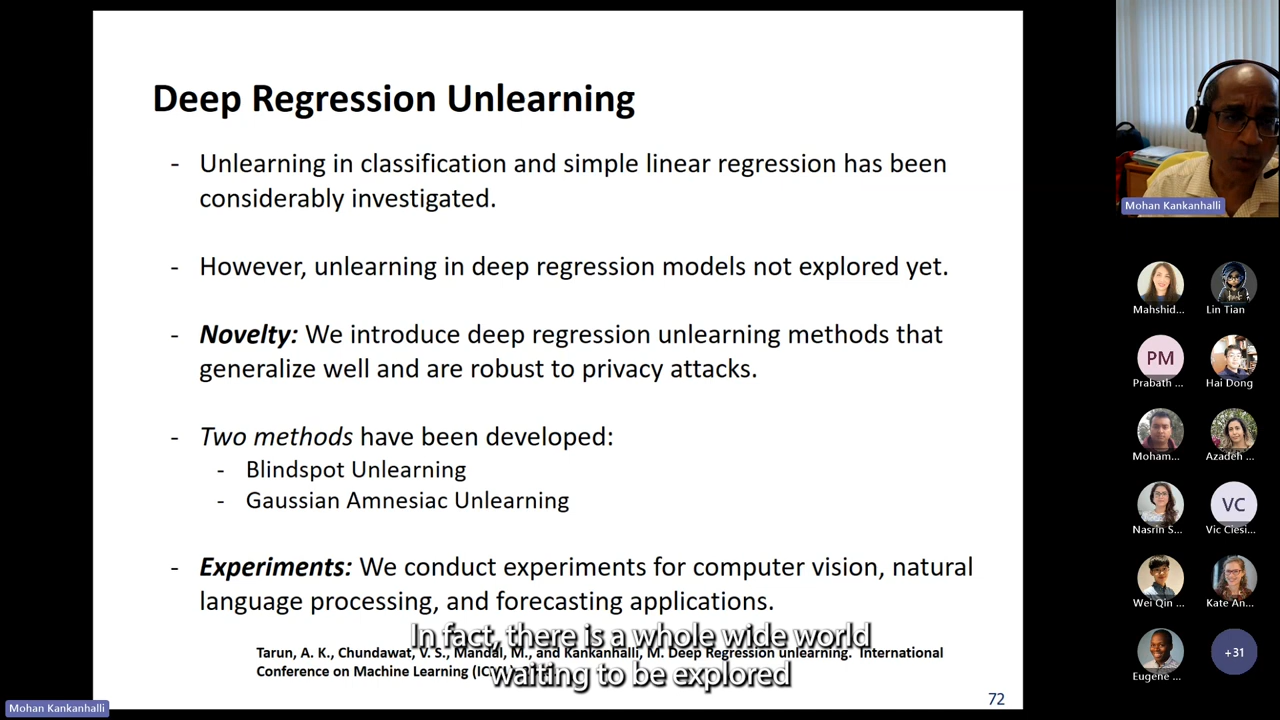 Deep Regression Unlearning
- Unlearning in classification and simple linear regression has been
considerably investigated.
- However, unlearning in deep regression models not explored yet.
- Novelty: We introduce deep regression unlearning methods that
generalize well and are robust to privacy attacks.
- Two methods have been developed:
- Blindspot Unlearning
- Gaussian Amnesiac Unlearning
- Experiments: We conduct experiments for computer vision, natural
language processing, and forecasting applications.
In fact, there is a whole wide world
waiting to be explored
Tarun, A. K., Chundawat, V. S., Mandal, M., and Kankanhalli, M. Deep Regression unlearning. International
Conference on Machine Learning
72
Mohan Kankanhalli
Mohan Kankanhalli
Mahshid...
Lin Tian
PM
Prabath ...
Hai Dong
Moham...
Azadeh ...
Nasrin S...
VC
Vic Ciesi...
Wei Qin ...
Kate An...
Eugene ...
+31